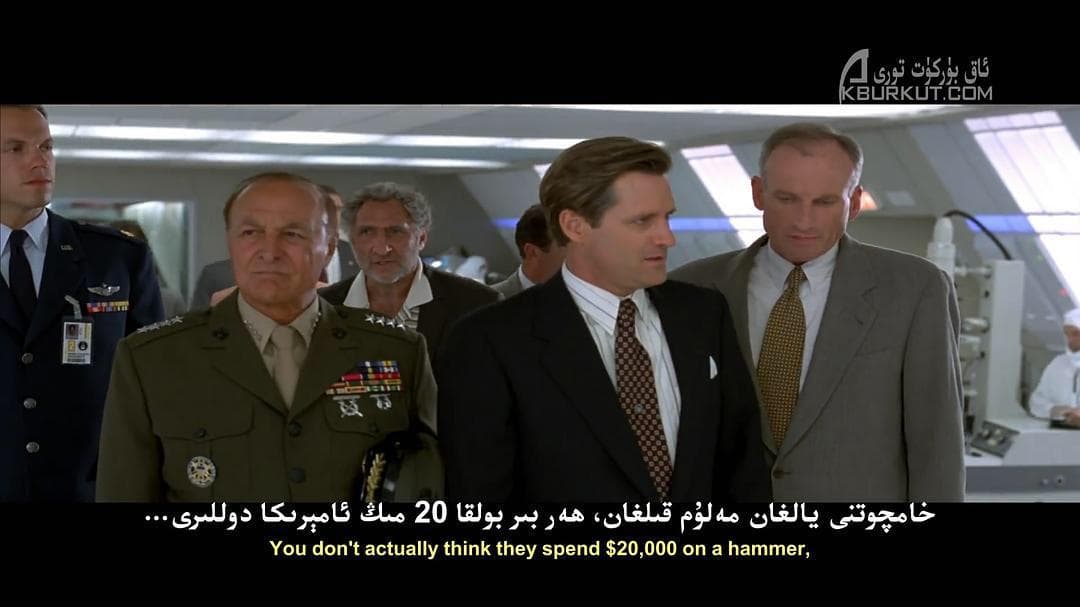 ئاق بۈركۈت تورى
AKBURKUT.COM
خامچوتنى يالغان مەلۇم قىلغان، ھەر بىر بولقا 20 مىڭ ئامېرىكا دوللىرى...
You don't actually think they spend $20,000 on a hammer,